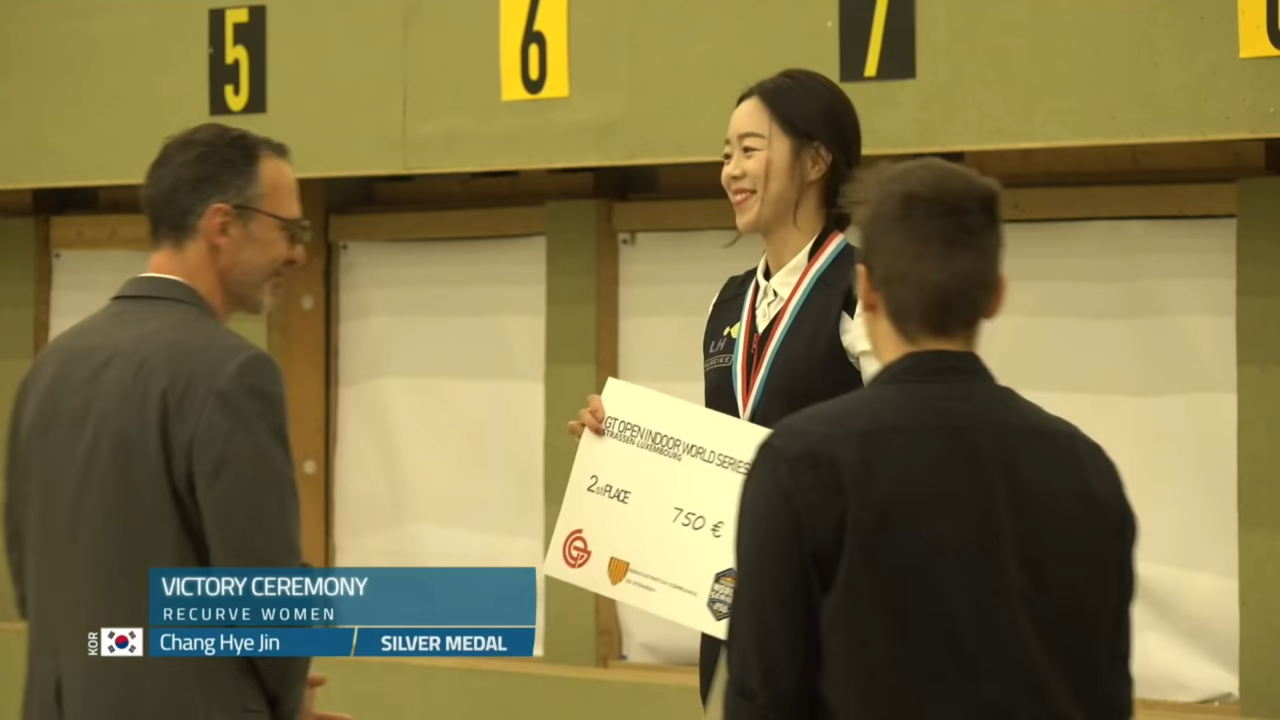 5
6
7
LH
GT OPEN INDOOR WORLD SERIES
STRASSEN-LUXEMBOURG
2st PLACE
750 €
VICTORY CEREMONY
RECURVE WOMEN
KOR
Chang Hye Jin
SILVER MEDAL